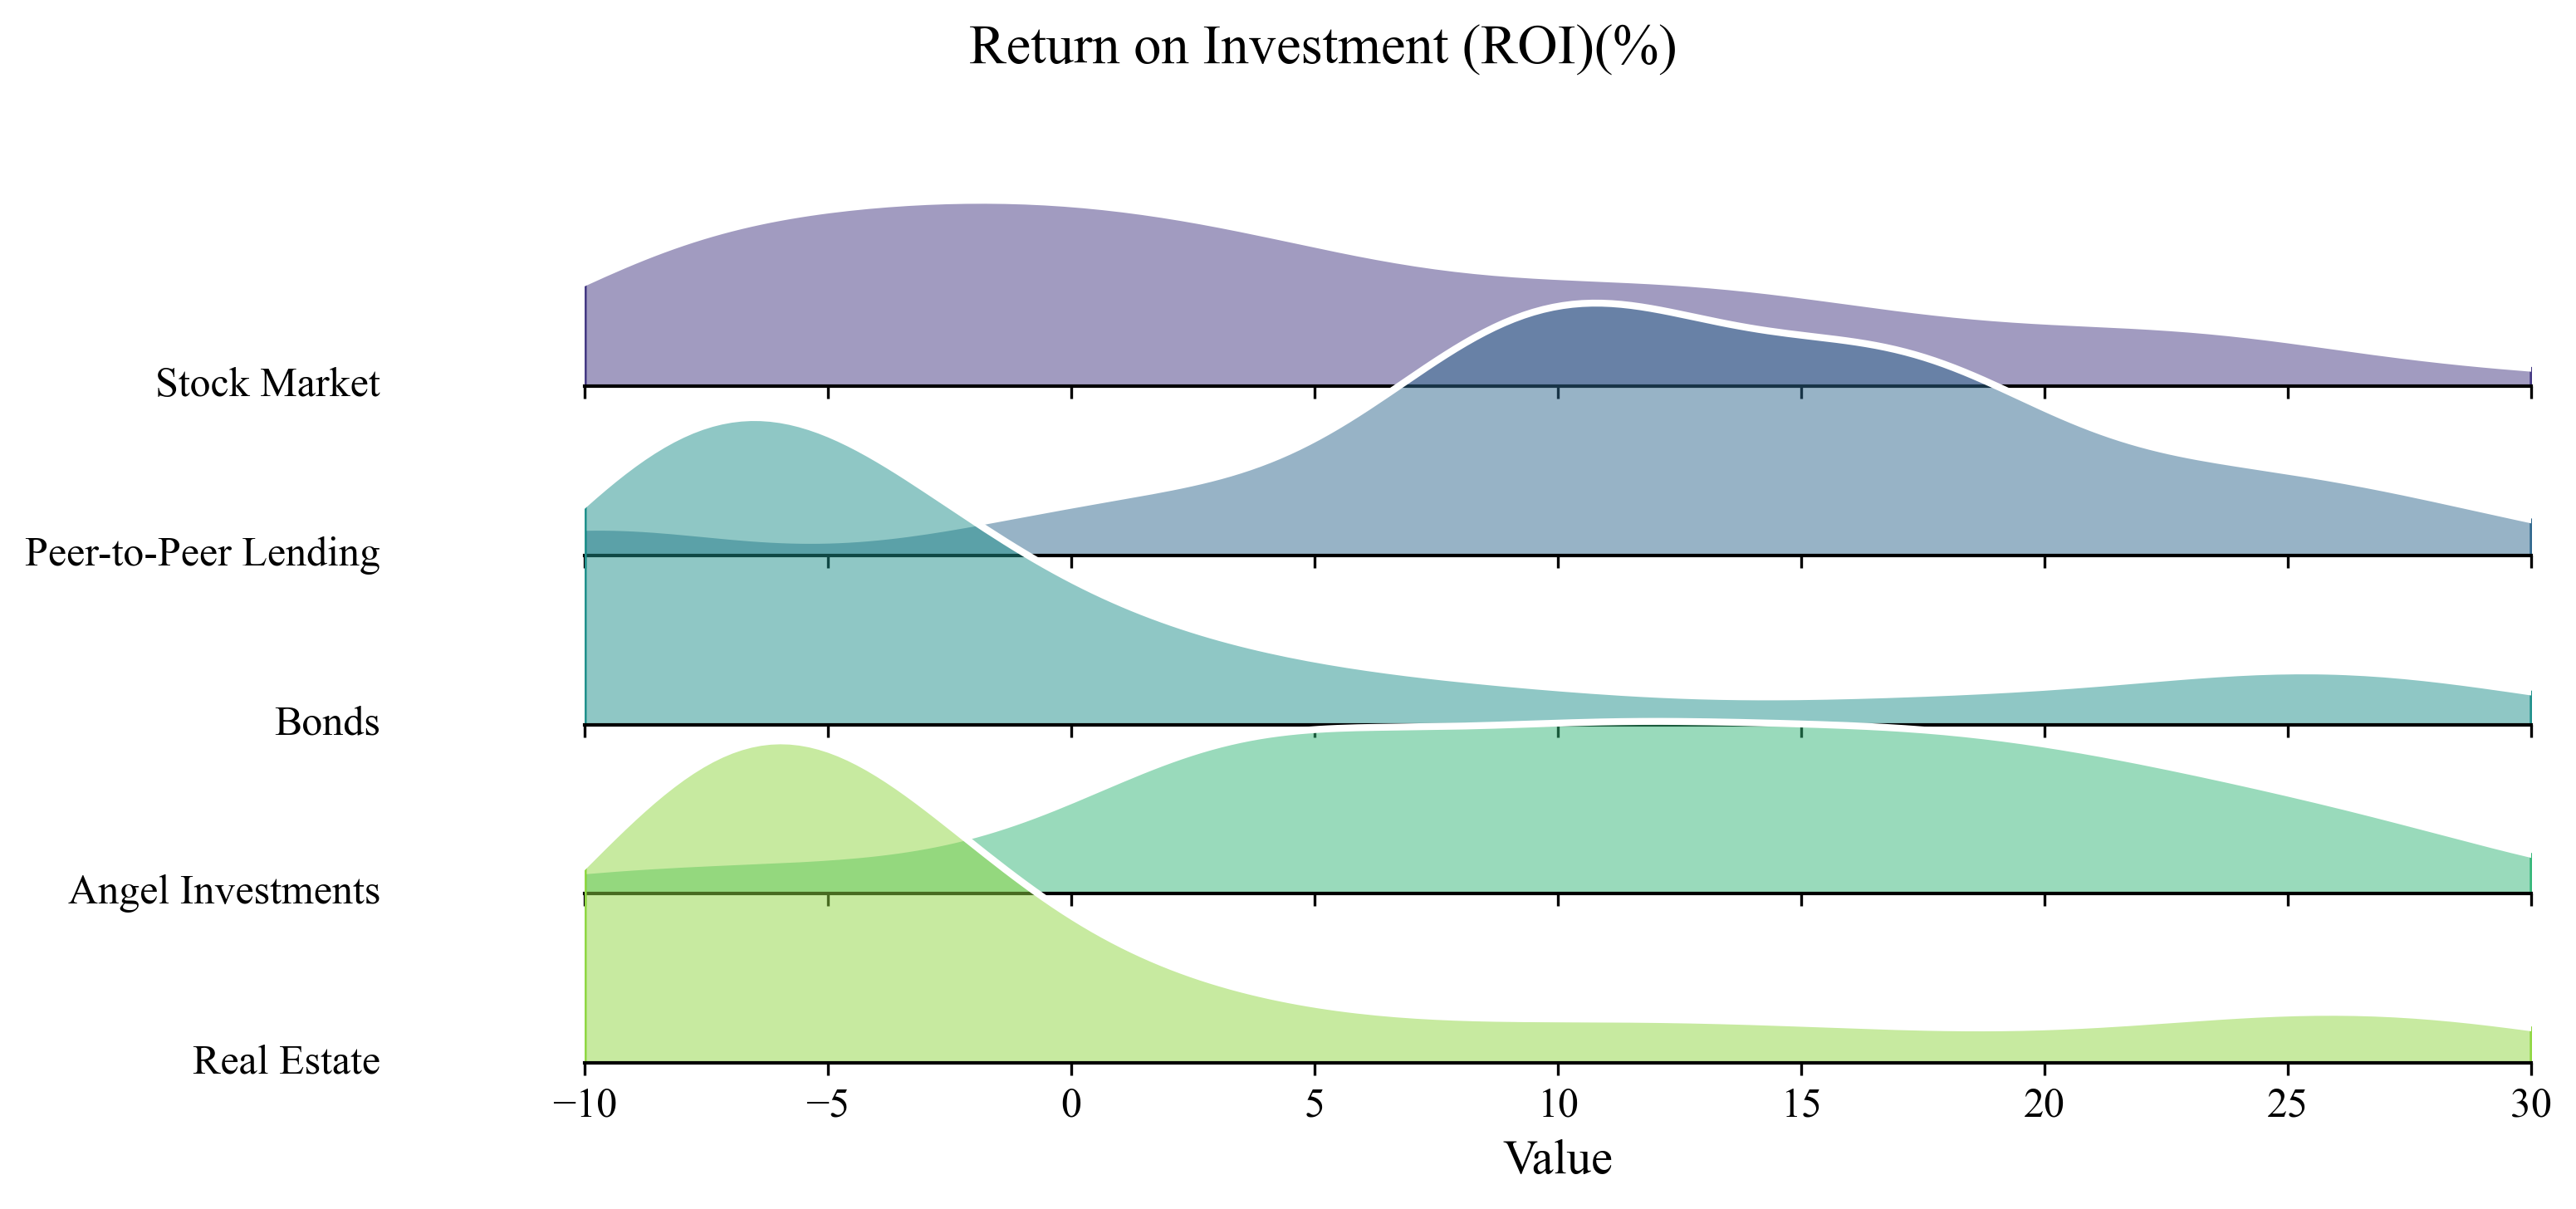 Return on Investment (ROI)(%)
Stock Market
Peer-to-Peer Lending
Bonds
Angel Investments
Real Estate
−10 −5 0 5 10 15 20 25 30
Value